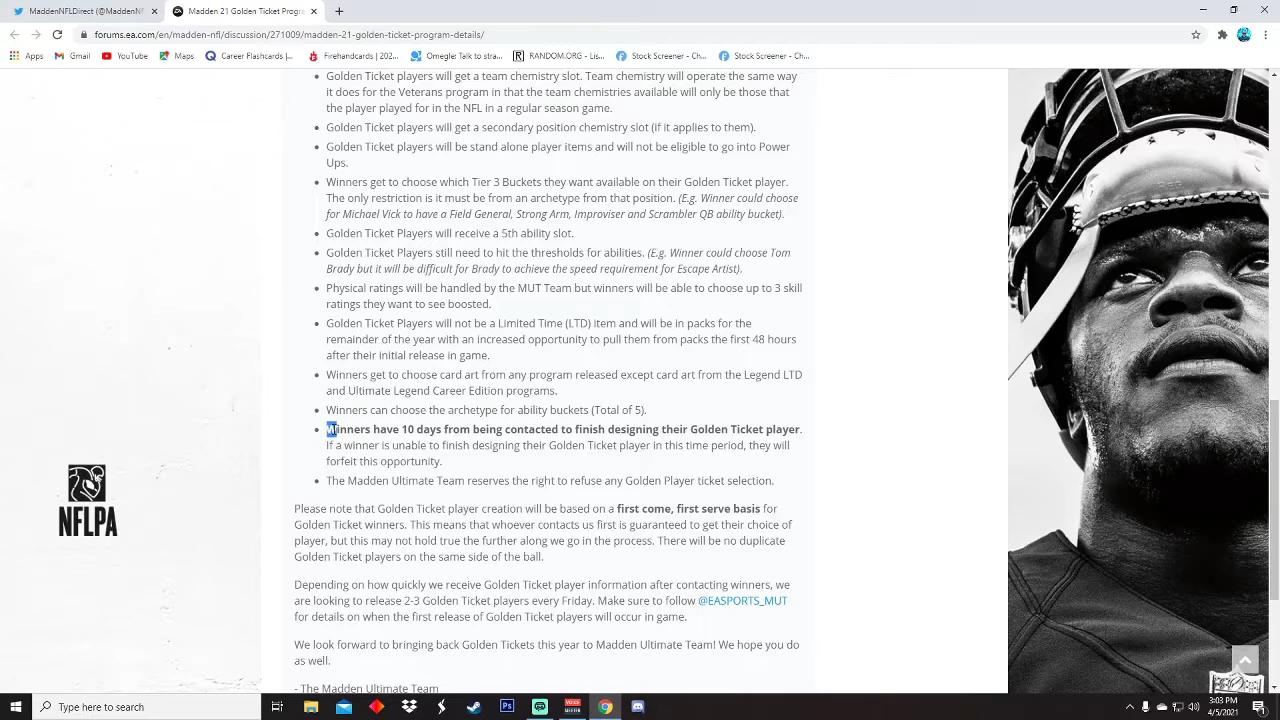 MaddenNFLDirect (@MaddenNFLD
Madden 21 Golden Ticket Progra
forums.ea.com/en/madden-nfl/discussion/271009/madden-21-golden-ticket-program-details/
Apps
Gmail
YouTube
Maps
Career Flashcards |...
Firehandcards | 202...
Omegler Talk to stra...
RANDOM.ORG - Lis...
Stock Screener - Ch...
Stock Screener - Ch...
Golden Ticket players will get a team chemistry slot. Team chemistry will operate the same way
it does for the Veterans program in that the team chemistries available will only be those that
the player played for in the NFL in a regular season game.
Golden Ticket players will get a secondary position chemistry slot (if it applies to them).
Golden Ticket players will be stand alone player items and will not be eligible to go into Power
Ups.
Winners get to choose which Tier 3 Buckets they want available on their Golden Ticket player.
The only restriction is it must be from an archetype from that position. (E.g. Winner could choose
for Michael Vick to have a Field General, Strong Arm, Improviser and Scrambler QB ability bucket).
Golden Ticket Players will receive a 5th ability slot.
Golden Ticket Players still need to hit the thresholds for abilities. (E.g. Winner could choose Tom
Brady but it will be difficult for Brady to achieve the speed requirement for Escape Artist).
Physical ratings will be handled by the MUT Team but winners will be able to choose up to 3 skill
ratings they want to see boosted.
Golden Ticket Players will not be a Limited Time (LTD) item and will be in packs for the
remainder of the year with an increased opportunity to pull them from packs the first 48 hours
after their initial release in game.
Winners get to choose card art from any program released except card art from the Legend LTD
and Ultimate Legend Career Edition programs.
Winners can choose the archetype for ability buckets (Total of 5).
Winners have 10 days from being contacted to finish designing their Golden Ticket player.
If a winner is unable to finish designing their Golden Ticket player in this time period, they will
forfeit this opportunity.
The Madden Ultimate Team reserves the right to refuse any Golden Player ticket selection.
NFLPA
Please note that Golden Ticket player creation will be based on a first come, first serve basis for
Golden Ticket winners. This means that whoever contacts us first is guaranteed to get their choice of
player, but this may not hold true the further along we go in the process. There will be no duplicate
Golden Ticket players on the same side of the ball.
Depending on how quickly we receive Golden Ticket player information after contacting winners, we
are looking to release 2-3 Golden Ticket players every Friday. Make sure to follow @EASPORTS_MUT
for details on when the first release of Golden Ticket players will occur in game.
We look forward to bringing back Golden Tickets this year to Madden Ultimate Team! We hope you do
as well.
- The Madden Ultimate Team
Type here to search
4:03 PM
4/5/2021